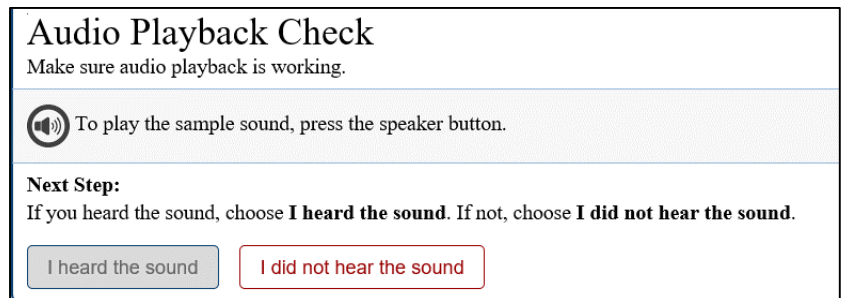 Audio Playback Check
Make sure audio playback is working.
To play the sample sound, press the speaker button.
Next Step:
If you heard the sound, choose I heard the sound. If not, choose I did not hear the sound.
I heard the sound
I did not hear the sound